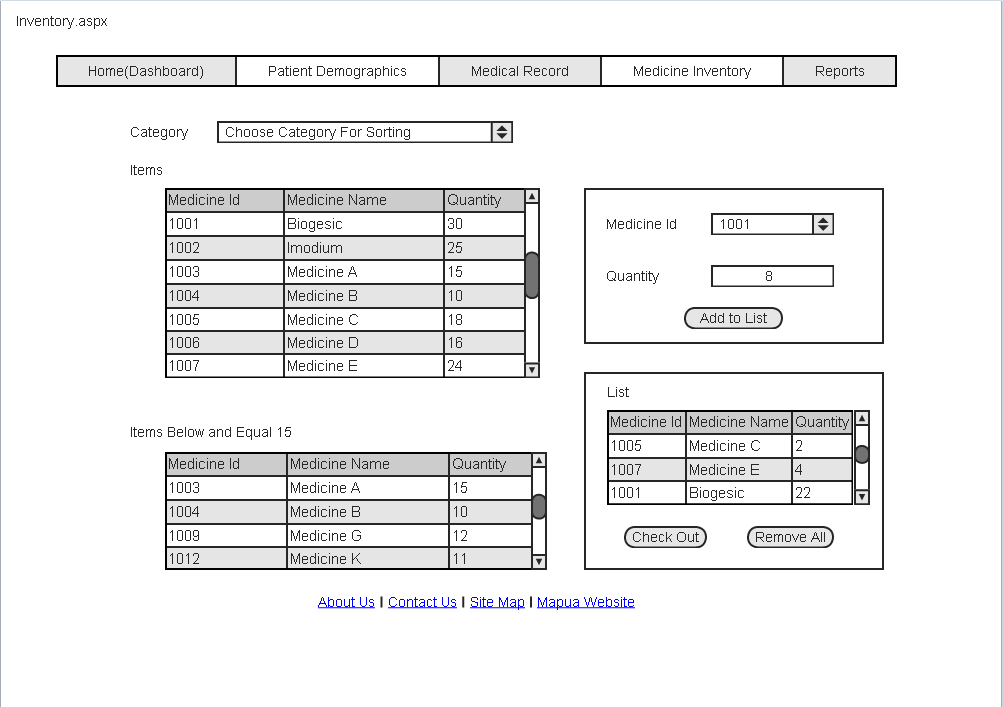 Inventory.aspx
Home(Dashboard) Patient Demographics Medical Record Medicine Inventory Reports
Category Choose Category For Sorting
Items
Medicine Id Medicine Name Quantity
1001 Biogesic 30
1002 Imodium 25
1003 Medicine A 15
1004 Medicine B 10
1005 Medicine C 18
1006 Medicine D 16
1007 Medicine E 24
Medicine Id 1001
Quantity 8
Add to List
Items Below and Equal 15
Medicine Id Medicine Name Quantity
1003 Medicine A 15
1004 Medicine B 10
1009 Medicine G 12
1012 Medicine K 11
List
Medicine Id Medicine Name Quantity
1005 Medicine C 2
1007 Medicine E 4
1001 Biogesic 22
Check Out Remove All
About Us | Contact Us | Site Map | Mapua Website